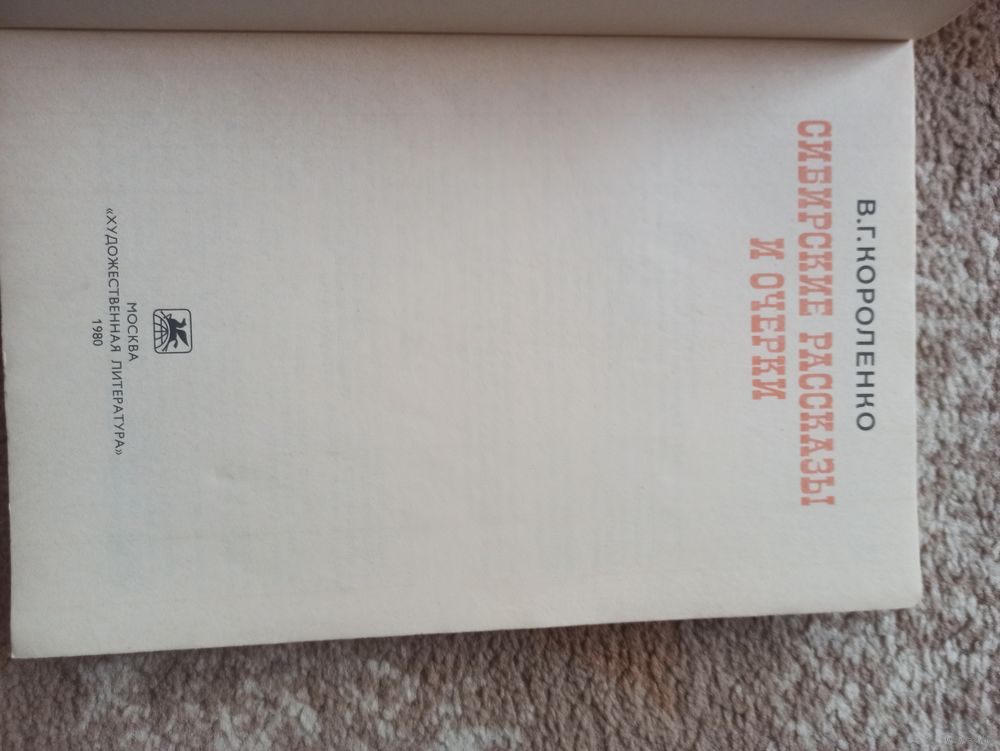 В.Г.КОРОЛЕНКО
СИБИРСКИЕ РАССКАЗЫ
И ОЧЕРКИ
МОСКВА
«ХУДОЖЕСТВЕННАЯ ЛИТЕРАТУРА»
1980